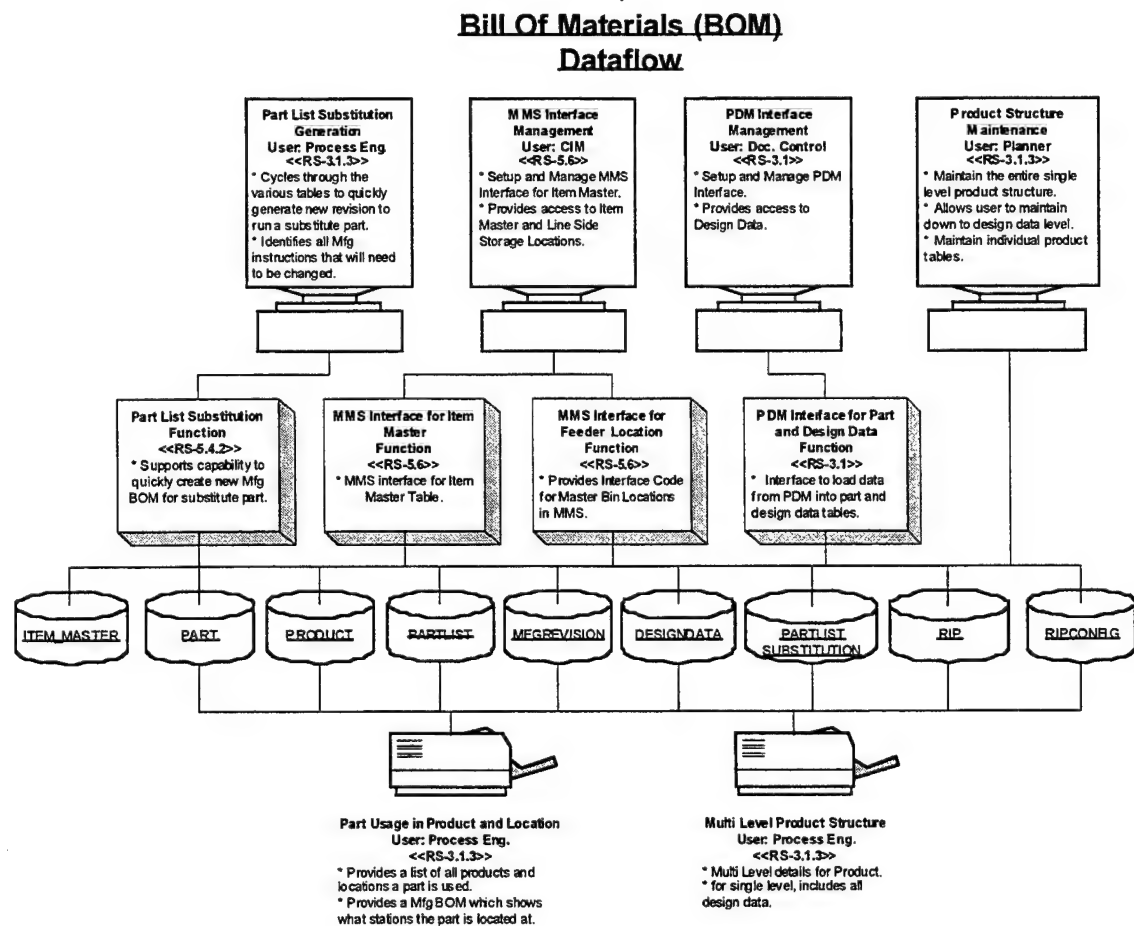 Bill Of Materials (BOM)
Dataflow
Part List Substitution
Generation
User: Process Eng.
<<RS-3.1.3>>
* Cycles through the
various tables to quickly
generate new revision to
run a substitute part.
* Identifies all Mfg
instructions that will need
to be changed.
MMS Interface
Management
User: CIM
<<RS-5.6>>
* Setup and Manage MMS
Interface for Item Master.
* Provides access to Item
Master and Line Side
Storage Locations.
PDM Interface
Management
User: Doc. Control
<<RS-3.1>>
* Setup and Manage PDM
Interface.
* Provides access to
Design Data.
Product Structure
Maintenance
User: Planner
<<RS-3.1.3>>
* Maintain the entire single
level product structure.
* Allows user to maintain
down to design data level.
* Maintain individual product
tables.
Part List Substitution
Function
<<RS-5.4.2>>
* Supports capability to
quickly create new Mfg
BOM for substitute part.
MMS Interface for Item
Master
Function
<<RS-5.6>>
* MMS interface for Item
Master Table.
MMS Interface for
Feeder Location
Function
<<RS-5.6>>
* Provides Interface Code
for Master Bin Locations
in MMS.
PDM Interface for Part
and Design Data
Function
<<RS-3.1>>
* Interface to load data
from PDM into part and
design data tables.
ITEM_MASTER
PART
PRODUCT
PARTLIST
MFGREVISION
DESIGNDATA
PARTLIST
SUBSTITUTION
RIP
RIPCONFIG
Part Usage in Product and Location
User: Process Eng.
<<RS-3.1.3>>
* Provides a list of all products and
locations a part is used.
* Provides a Mfg BOM which shows
what stations the part is located at.
Multi Level Product Structure
User: Process Eng.
<<RS-3.1.3>>
* Multi Level details for Product.
* for single level, includes all
design data.